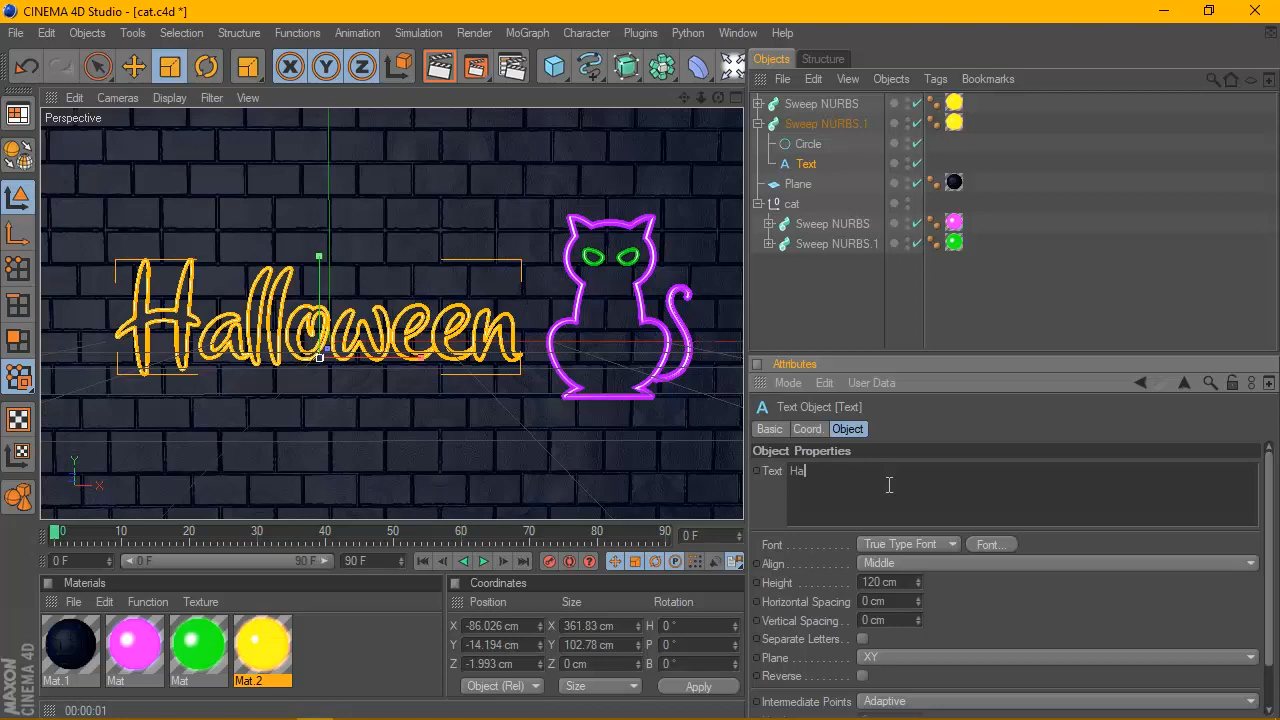 CINEMA 4D Studio - [cat.c4d *]
File Edit Objects Tools Selection Structure Functions Animation Simulation Render MoGraph Character Plugins Python Window Help
X Y Z
Edit Cameras Display Filter View
Perspective
Halloween
Y
X
0 10 20 30 40 50 60 70 80 90 0 F
0 F 0 F 90 F 90 F
Materials
File Edit Function Texture
Mat.1 Mat Mat Mat.2
MAXON
CINEMA 4D
00:00:01
Coordinates
Position Size Rotation
X -86.026 cm X 361.83 cm H 0 °
Y -14.194 cm Y 102.78 cm P 0 °
Z -1.993 cm Z 0 cm B 0 °
Object (Rel) Size Apply
Objects Structure
File Edit View Objects Tags Bookmarks
Sweep NURBS
Sweep NURBS.1
Circle
A Text
Plane
L0 cat
Sweep NURBS
Sweep NURBS.1
Attributes
Mode Edit User Data
A Text Object [Text]
Basic Coord. Object
Object Properties
Text Ha
Font . . . . . . . . True Type Font Font...
Align . . . . . . . . Middle
Height . . . . . . . 120 cm
Horizontal Spacing 0 cm
Vertical Spacing . . 0 cm
Separate Letters . .
Plane . . . . . . . . XY
Reverse . . . . . .
Intermediate Points Adaptive